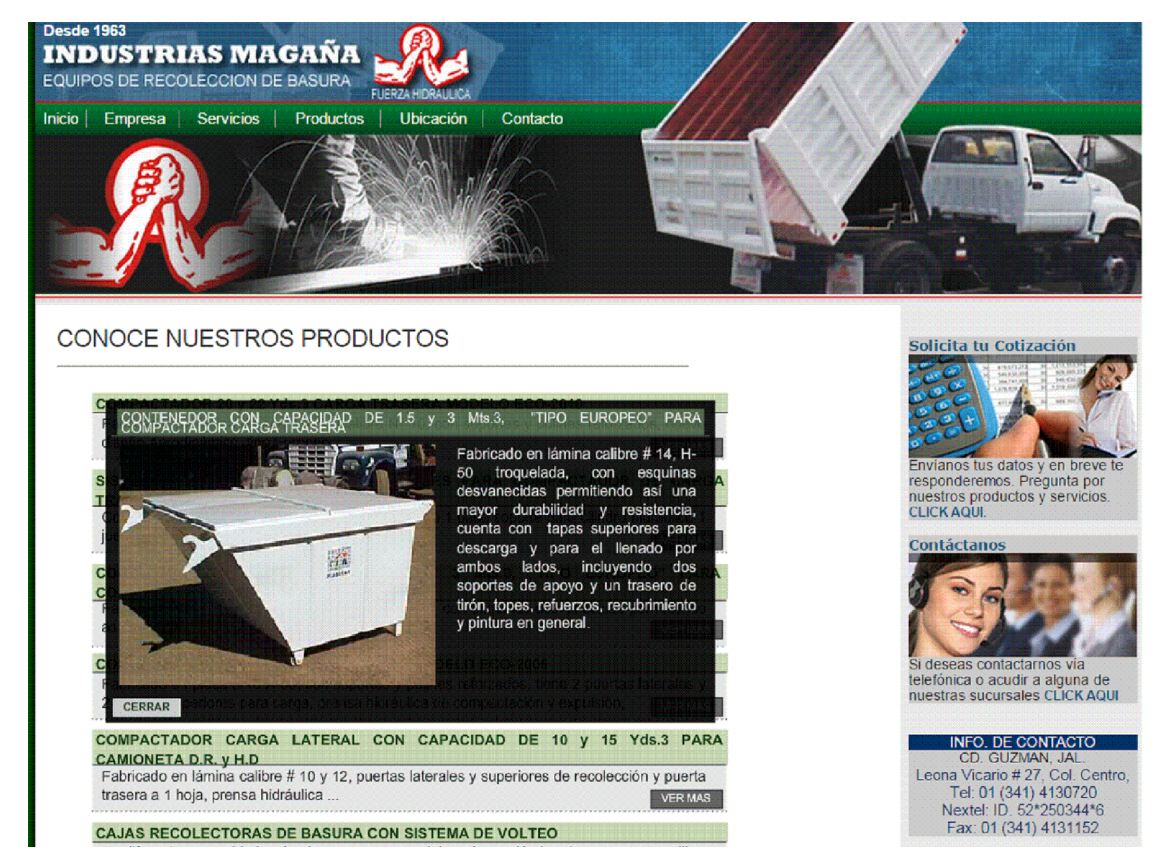 Desde 1963
INDUSTRIAS MAGAÑA
EQUIPOS DE RECOLECCION DE BASURA
FUERZA HIDRAULICA
Inicio | Empresa | Servicios | Productos | Ubicación | Contacto
CONOCE NUESTROS PRODUCTOS
CONTENEDOR CON CAPACIDAD DE 1.5 y 3 Mts.3, "TIPO EUROPEO" PARA
COMPACTADOR CARGA TRASERA
Fabricado en lámina calibre # 14, H-
50 troquelada, con esquinas
desvanecidas permitiendo así una
mayor durabilidad y resistencia,
cuenta con tapas superiores para
descarga y para el llenado por
ambos lados, incluyendo dos
soportes de apoyo y un trasero de
tirón, topes, refuerzos, recubrimiento
y pintura en general.
CERRAR
COMPACTADOR CARGA LATERAL CON CAPACIDAD DE 10 y 15 Yds.3 PARA
CAMIONETA D.R. y H.D
Fabricado en lámina calibre # 10 y 12, puertas laterales y superiores de recolección y puerta
trasera a 1 hoja, prensa hidráulica ...
VER MAS
CAJAS RECOLECTORAS DE BASURA CON SISTEMA DE VOLTEO
Solicita tu Cotización
Envíanos tus datos y en breve te
responderemos. Pregunta por
nuestros productos y servicios.
CLICK AQUI.
Contáctanos
Si deseas contactarnos vía
telefónica o acudir a alguna de
nuestras sucursales CLICK AQUI
INFO. DE CONTACTO
CD. GUZMAN, JAL.
Leona Vicario # 27, Col. Centro,
Tel: 01 (341) 4130720
Nextel: ID. 52*250344*6
Fax: 01 (341) 4131152